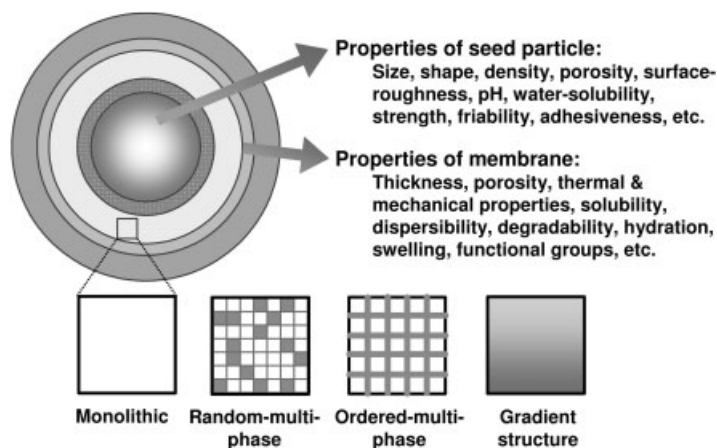 Properties of seed particle:
Size, shape, density, porosity, surface-
roughness, pH, water-solubility,
strength, friability, adhesiveness, etc.
Properties of membrane:
Thickness, porosity, thermal &
mechanical properties, solubility,
dispersibility, degradability, hydration,
swelling, functional groups, etc.
Monolithic
Random-multi-
phase
Ordered-multi-
phase
Gradient
structure